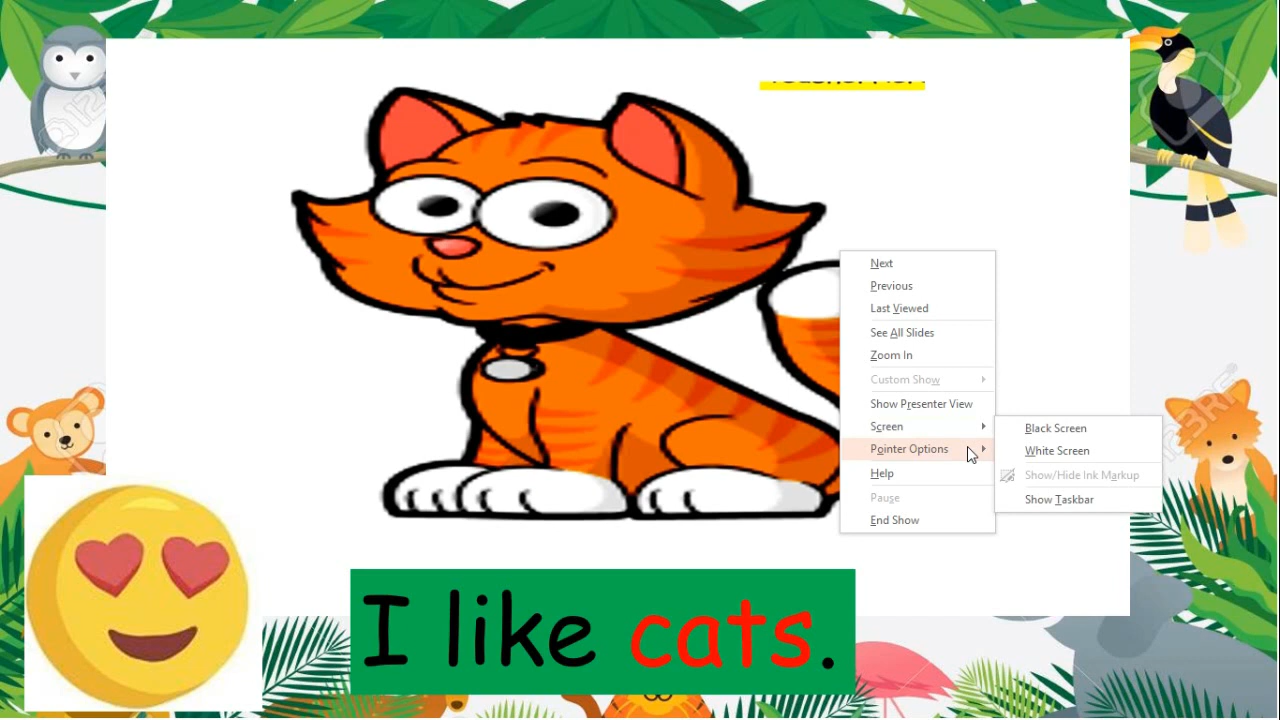 Next
Previous
Last Viewed
See All Slides
Zoom In
Custom Show
Show Presenter View
Screen
Pointer Options
Help
Pause
End Show
Black Screen
White Screen
Show/Hide Ink Markup
Show Taskbar
I like cats.